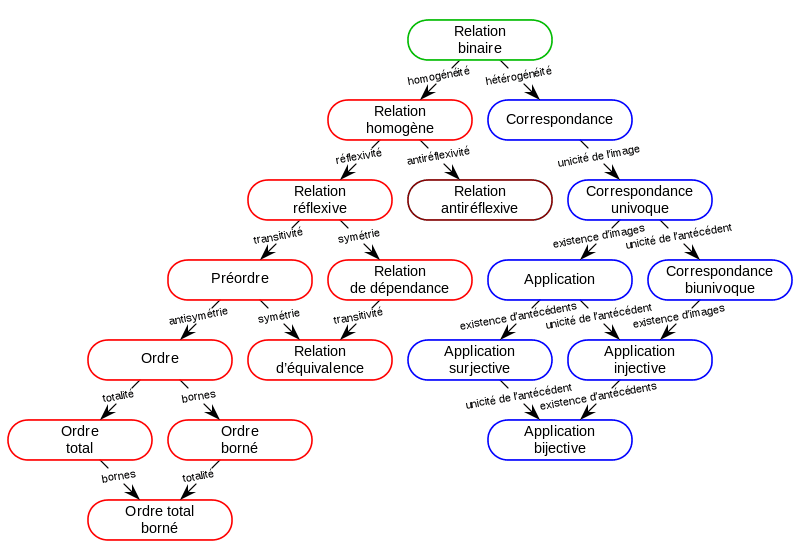 Relation
binaire
homogénéité
hétérogénéité
Relation
homogène
Correspondance
réflexivité
antiréflexivité
unicité de l'image
Relation
réflexive
Relation
antiréflexive
Correspondance
univoque
transitivité
symétrie
existence d'images
unicité de l'antécédent
Préordre
Relation
de dépendance
Application
Correspondance
biunivoque
antisymétrie
symétrie
transitivité
existence d'antécédents
unicité de l'antécédent
existence d'images
Ordre
Relation
d'équivalence
Application
surjective
Application
injective
totalité
bornes
unicité de l'antécédent
existence d'antécédents
Ordre
total
Ordre
borné
Application
bijective
bornes
totalité
Ordre total
borné